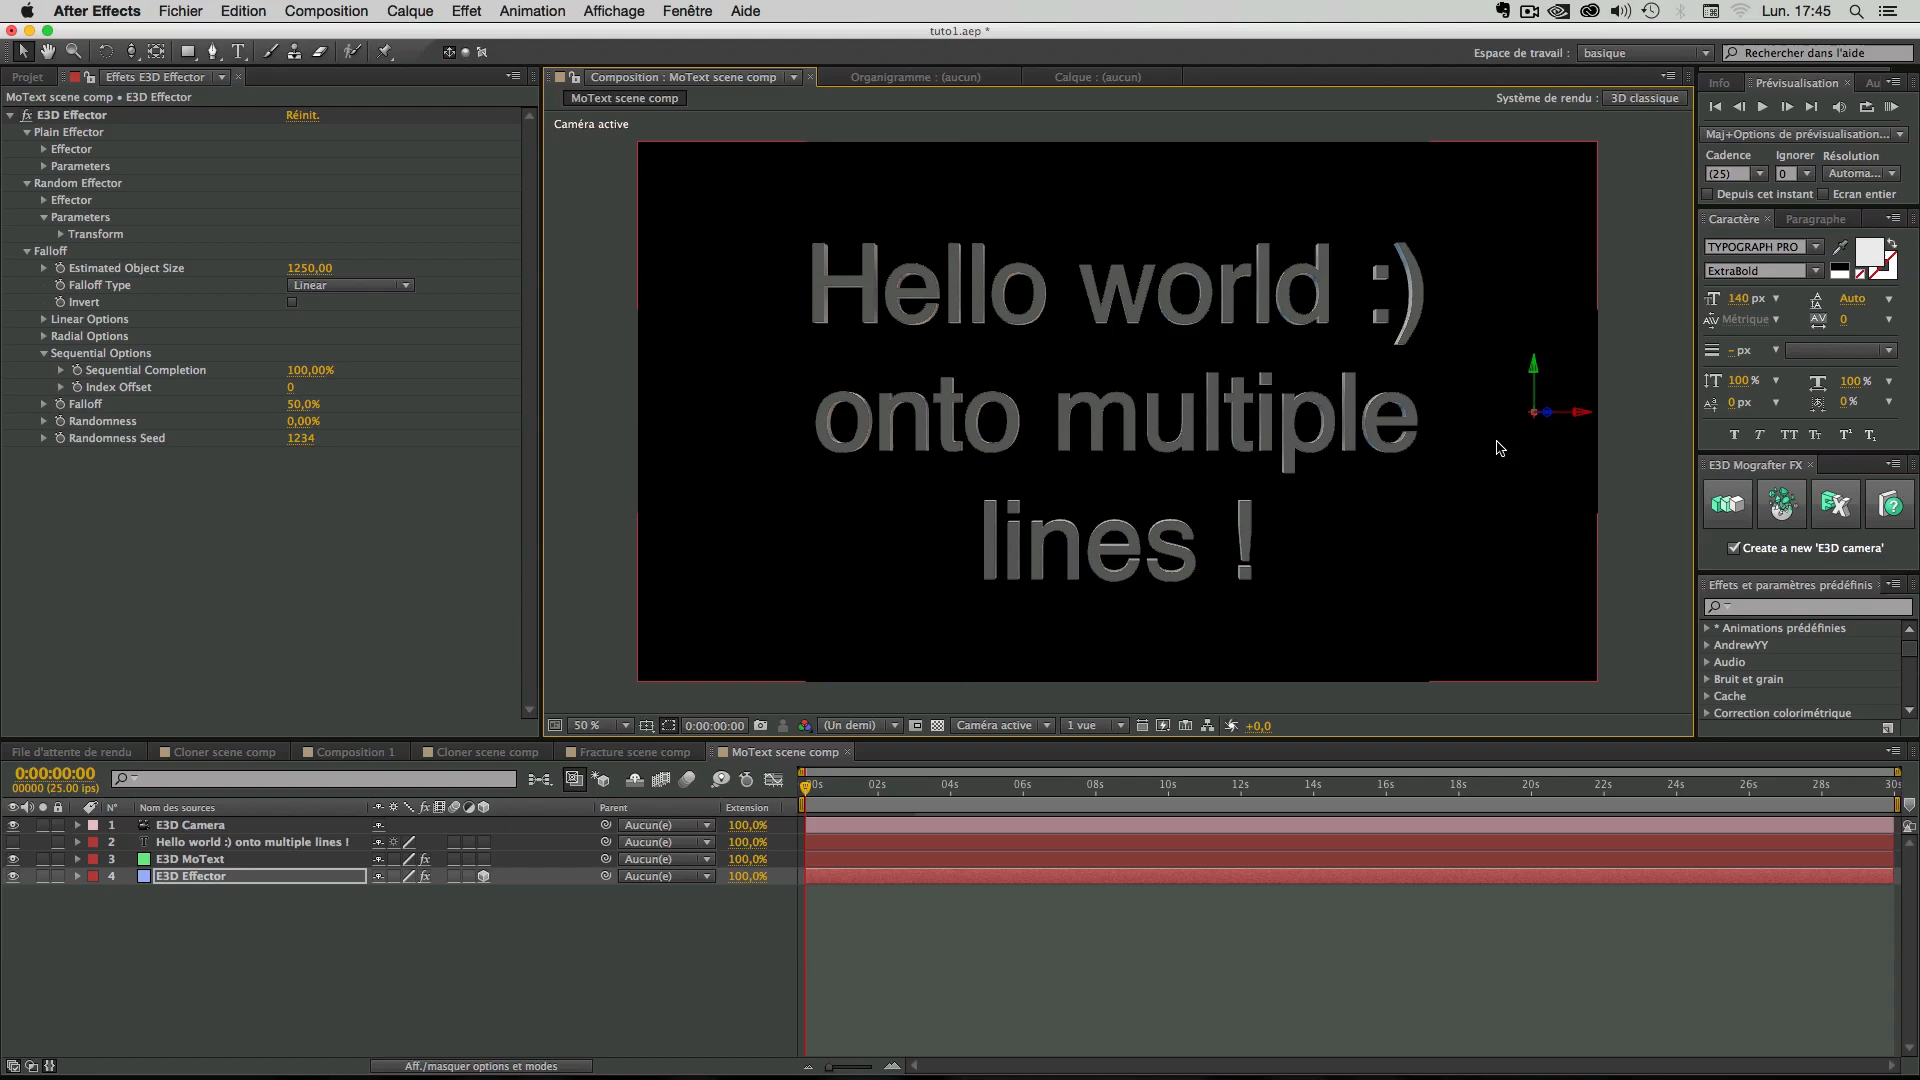 After Effects Fichier Edition Composition Calque Effet Animation Affichage Fenêtre Aide Lun. 17:45
tuto1.aep *
Espace de travail : basique Rechercher dans l'aide
Projet Effets E3D Effector Composition : MoText scene comp Organigramme : (aucun) Calque : (aucun)
MoText scene comp • E3D Effector
MoText scene comp Système de rendu : 3D classique
Caméra active
fx E3D Effector Réinit.
Plain Effector
Effector
Parameters
Random Effector
Effector
Parameters
Transform
Falloff
Estimated Object Size 1250,00
Falloff Type Linear
Invert
Linear Options
Radial Options
Sequential Options
Sequential Completion 100,00%
Index Offset 0
Falloff 50,0%
Randomness 0,00%
Randomness Seed 1234
Hello world :)
onto multiple
lines !
50 % 0:00:00:00 (Un demi) Caméra active 1 vue +0,0
Info Prévisualisation Au
Maj+Options de prévisualisation...
Cadence Ignorer Résolution
(25) 0 Automa...
Depuis cet instant Ecran entier
Caractère Paragraphe
TYPOGRAPH PRO
ExtraBold
140 px Auto
Métrique 0
- px
100 % 100 %
0 px 0 %
E3D Mografter FX
Create a new 'E3D camera'
Effets et paramètres prédéfinis
* Animations prédéfinies
AndrewYY
Audio
Bruit et grain
Cache
Correction colorimétrique
File d'attente de rendu Cloner scene comp Composition 1 Cloner scene comp Fracture scene comp MoText scene comp
0:00:00:00
00000 (25.00 ips)
00s 02s 04s 06s 08s 10s 12s 14s 16s 18s 20s 22s 24s 26s 28s 30s
N° Nom des sources Parent Extension
1 E3D Camera Aucun(e) 100,0%
2 Hello world :) onto multiple lines ! Aucun(e) 100,0%
3 E3D MoText fx Aucun(e) 100,0%
4 E3D Effector fx Aucun(e) 100,0%
Aff./masquer options et modes